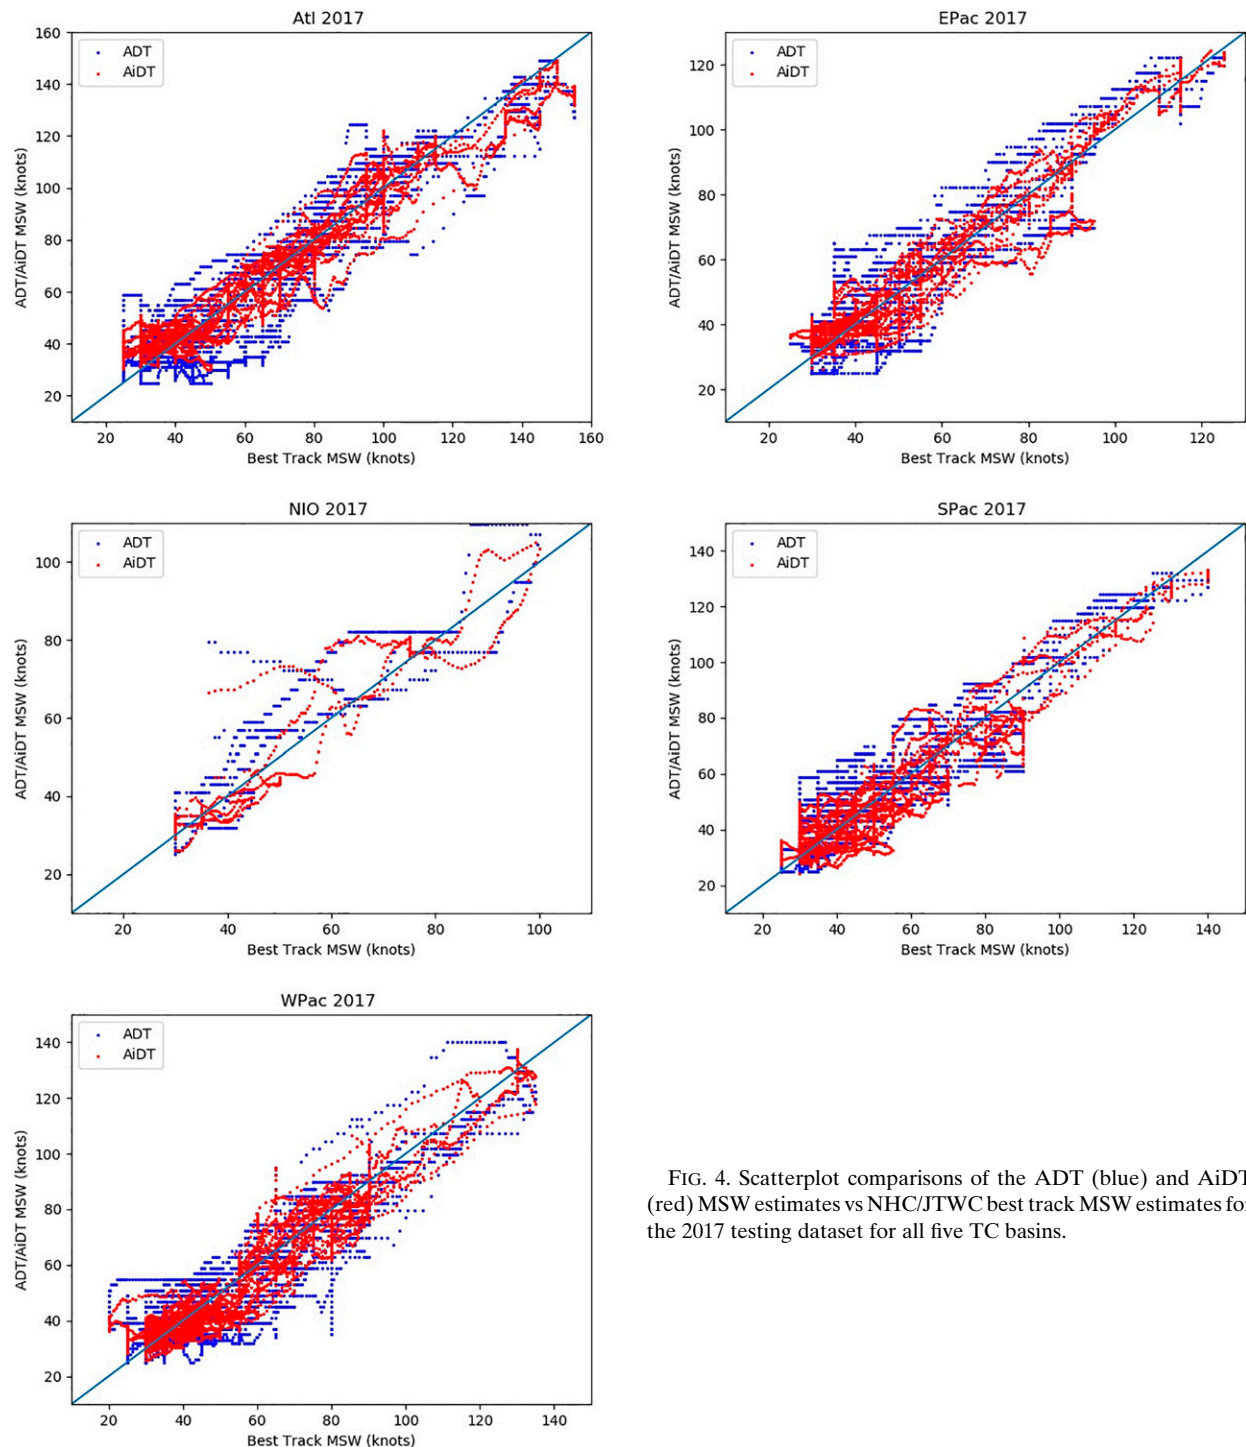 Atl 2017
160
140
120
100
80
60
40
20
ADT/AiDT MSW (knots)
ADT
AiDT
20 40 60 80 100 120 140 160
Best Track MSW (knots)
EPac 2017
120
100
80
60
40
20
ADT/AiDT MSW (knots)
ADT
AiDT
20 40 60 80 100 120
Best Track MSW (knots)
NIO 2017
100
80
60
40
20
ADT/AiDT MSW (knots)
ADT
AiDT
20 40 60 80 100
Best Track MSW (knots)
SPac 2017
140
120
100
80
60
40
20
ADT/AiDT MSW (knots)
ADT
AiDT
20 40 60 80 100 120 140
Best Track MSW (knots)
WPac 2017
140
120
100
80
60
40
20
ADT/AiDT MSW (knots)
ADT
AiDT
20 40 60 80 100 120 140
Best Track MSW (knots)
FIG. 4. Scatterplot comparisons of the ADT (blue) and AiDT
(red) MSW estimates vs NHC/JTWC best track MSW estimates for
the 2017 testing dataset for all five TC basins.